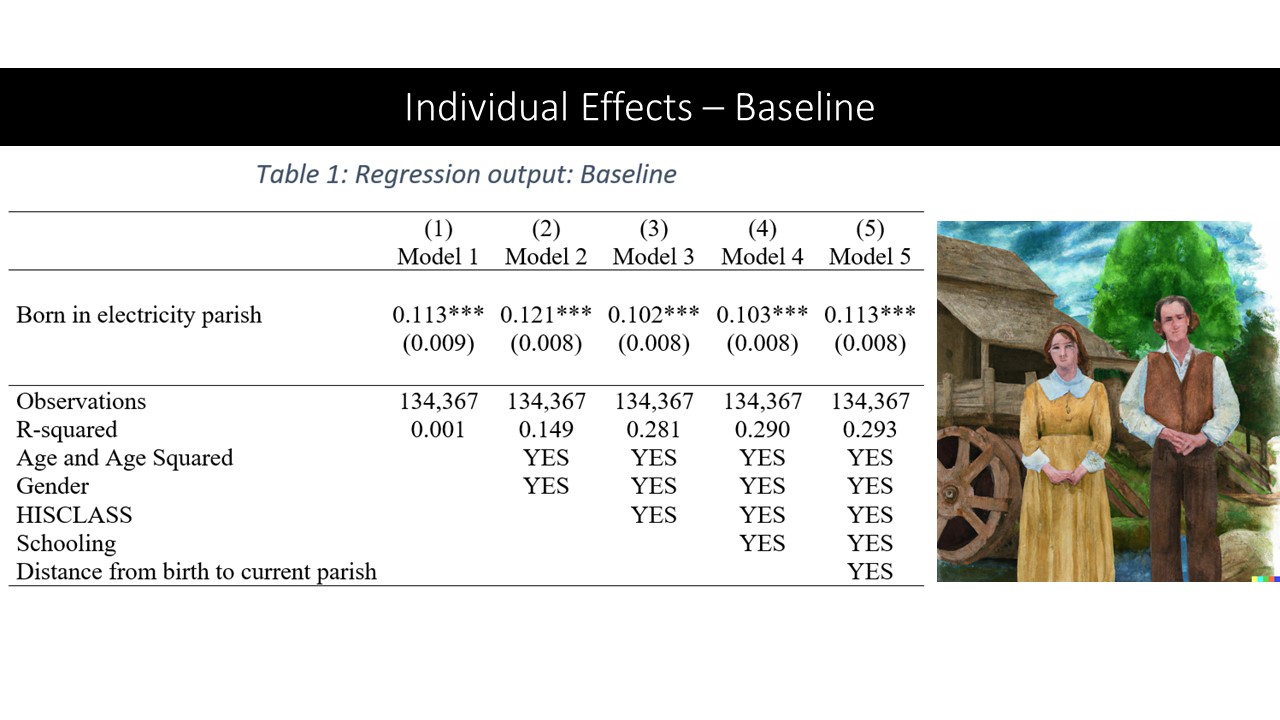 Individual Effects – Baseline
Table 1: Regression output: Baseline
(1) (2) (3) (4) (5)
Model 1 Model 2 Model 3 Model 4 Model 5
Born in electricity parish 0.113*** 0.121*** 0.102*** 0.103*** 0.113***
(0.009) (0.008) (0.008) (0.008) (0.008)
Observations 134,367 134,367 134,367 134,367 134,367
R-squared 0.001 0.149 0.281 0.290 0.293
Age and Age Squared YES YES YES YES
Gender YES YES YES YES
HISCLASS YES YES YES
Schooling YES YES
Distance from birth to current parish YES